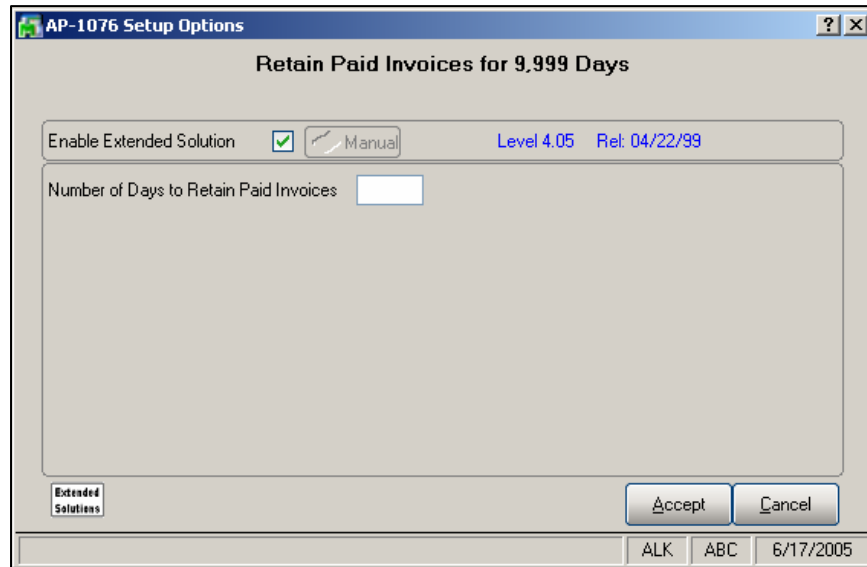 AP-1076 Setup Options
Retain Paid Invoices for 9,999 Days
Enable Extended Solution Manual Level 4.05 Rel: 04/22/99
Number of Days to Retain Paid Invoices
Extended
Solutions
Accept Cancel
ALK ABC 6/17/2005